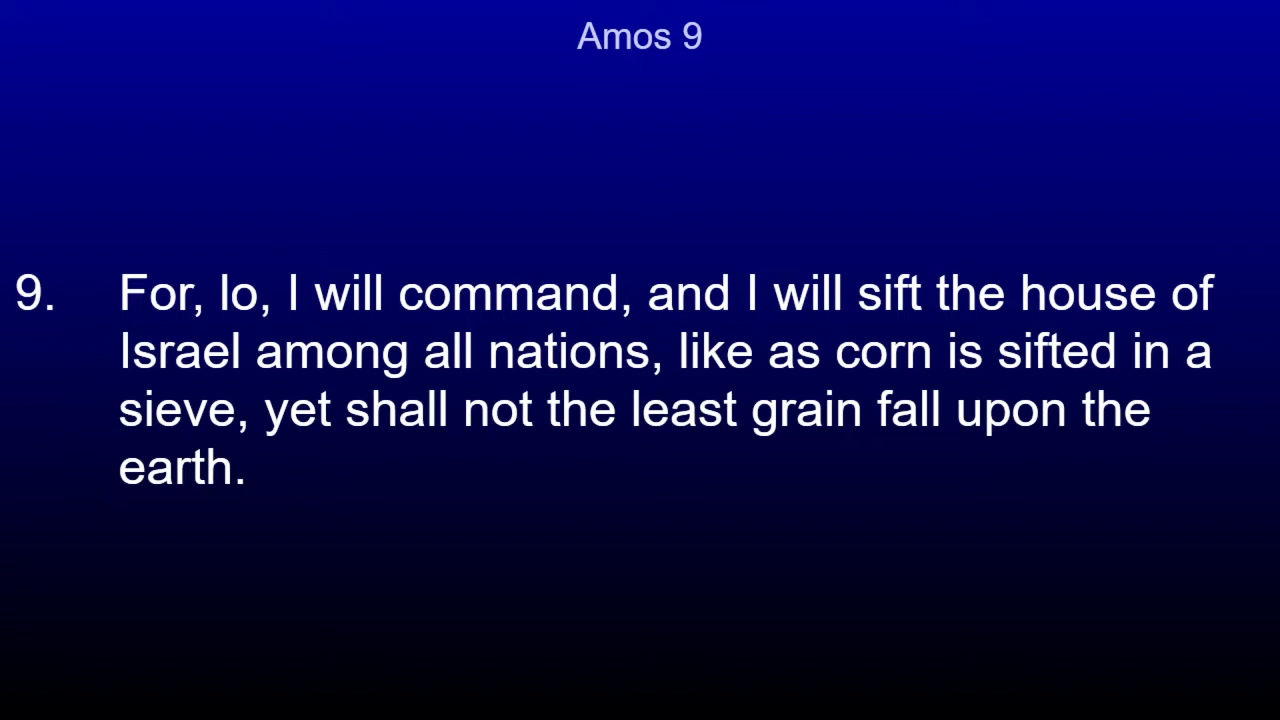 Amos 9
9. For, lo, I will command, and I will sift the house of
Israel among all nations, like as corn is sifted in a
sieve, yet shall not the least grain fall upon the
earth.